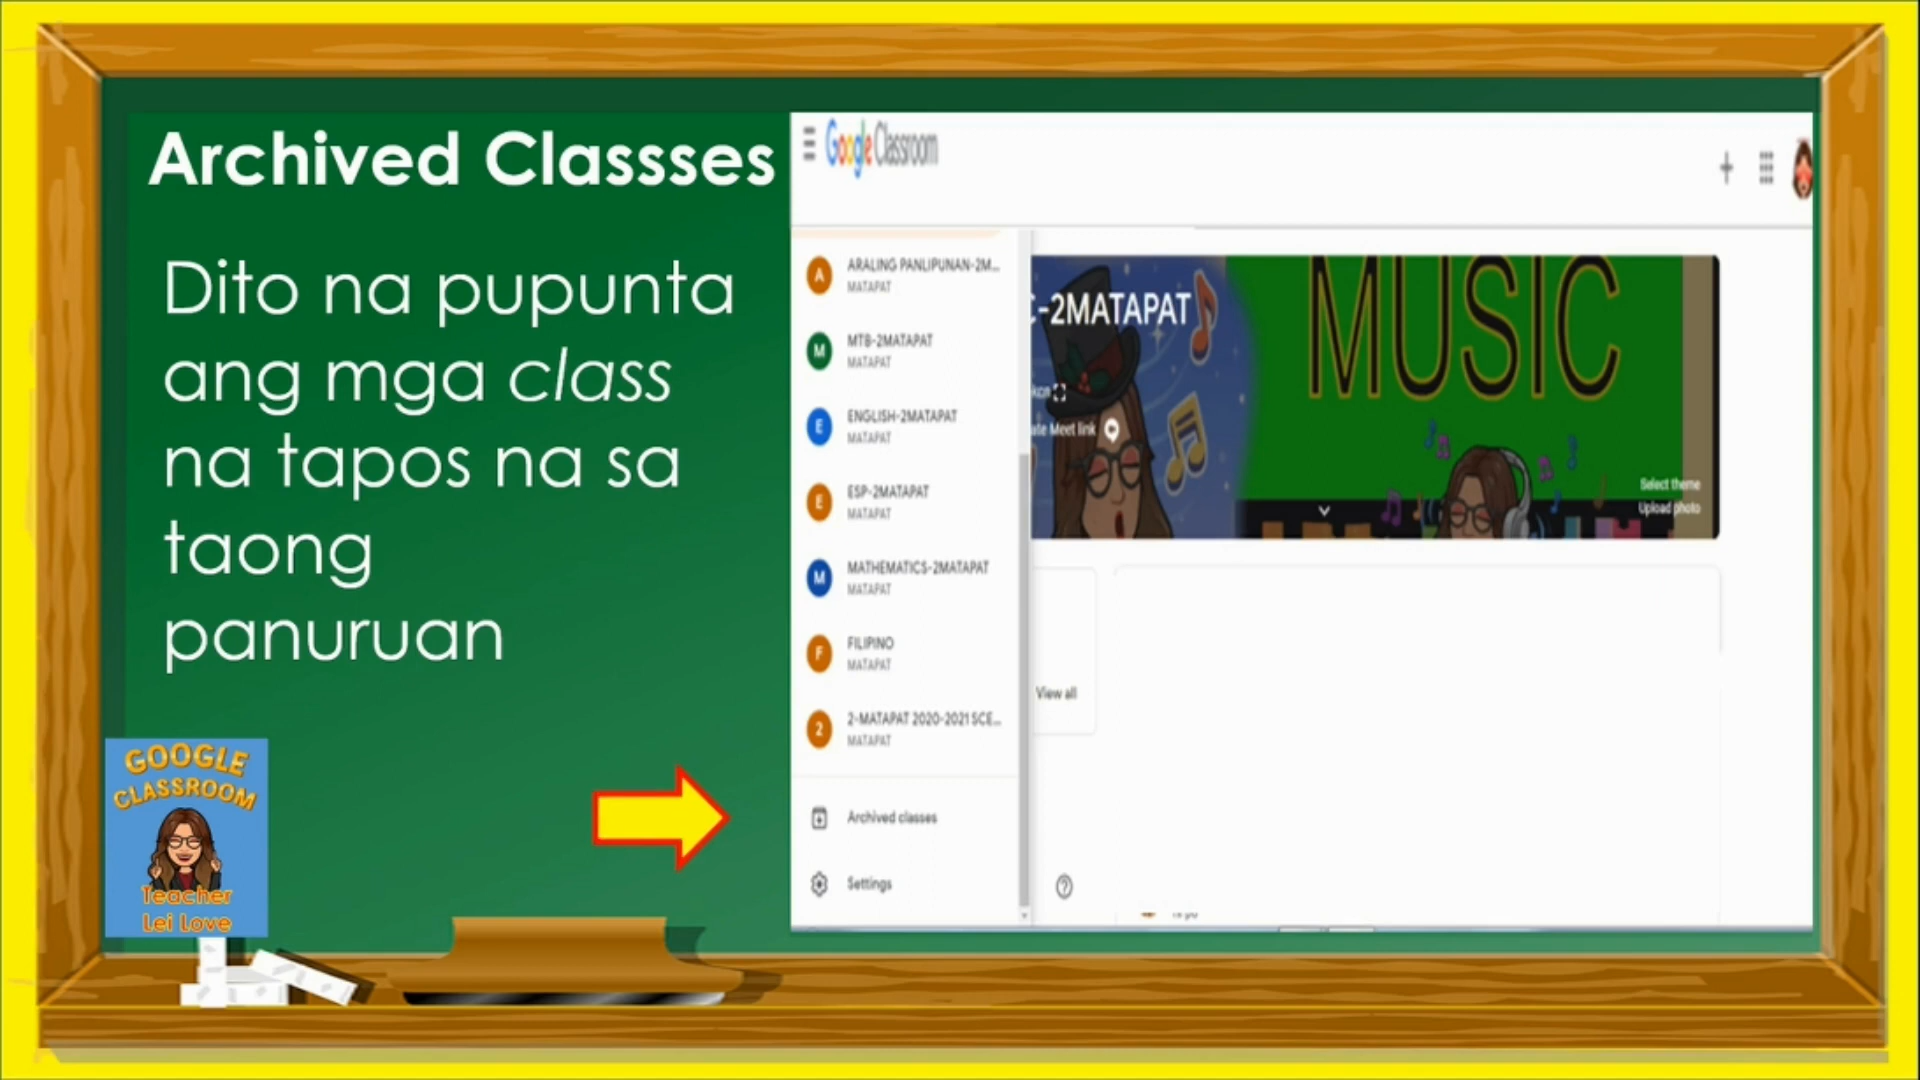 Archived Classses
Dito na pupunta
ang mga class
na tapos na sa
taong
panuruan
GOOGLE
CLASSROOM
Teacher
Lei Love
Google Classroom
ARALING PANLIPUNAN-2M...
MATAPAT
MTB-2MATAPAT
MATAPAT
ENGLISH-2MATAPAT
MATAPAT
ESP-2MATAPAT
MATAPAT
MATHEMATICS-2MATAPAT
MATAPAT
FILIPINO
MATAPAT
2-MATAPAT 2020-2021 SCE...
MATAPAT
Archived classes
Settings
-2MATAPAT
Meet link
MUSIC
Select theme
Upload photo
View all